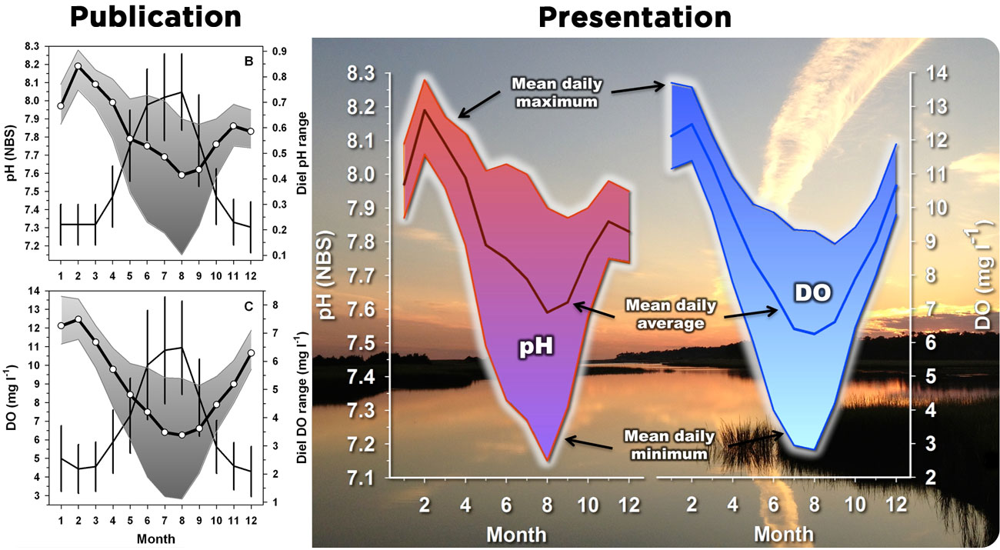 Publication
Presentation
8.3
8.2
8.1
8.0
7.9
7.8
7.7
7.6
7.5
7.4
7.3
7.2
pH (NBS)
B
0.9
0.8
0.7
0.6
0.5
0.4
0.3
0.2
0.1
Diel pH range
1 2 3 4 5 6 7 8 9 10 11 12
14
13
12
11
10
9
8
7
6
5
4
3
DO (mg l-1)
C
8
7
6
5
4
3
2
1
Diel DO range (mg l-1)
1 2 3 4 5 6 7 8 9 10 11 12
Month
8.3
8.2
8.1
8.0
7.9
7.8
7.7
7.6
7.5
7.4
7.3
7.2
7.1
pH (NBS)
Mean daily
maximum
Mean daily
average
Mean daily
minimum
pH
DO
14
13
12
11
10
9
8
7
6
5
4
3
2
DO (mg l-1)
2 4 6 8 10 12
Month
2 4 6 8 10 12
Month